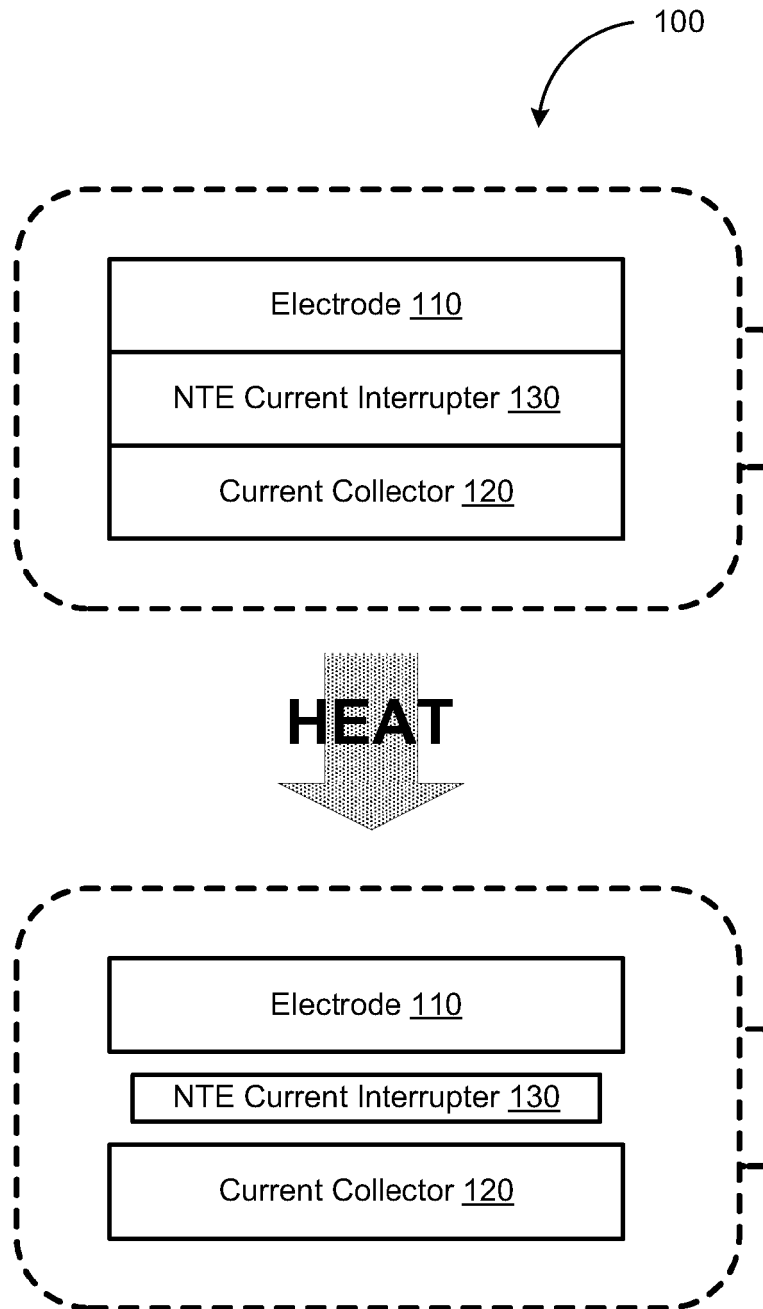 100
Electrode 110
NTE Current Interrupter 130
Current Collector 120
HEAT
Electrode 110
NTE Current Interrupter 130
Current Collector 120